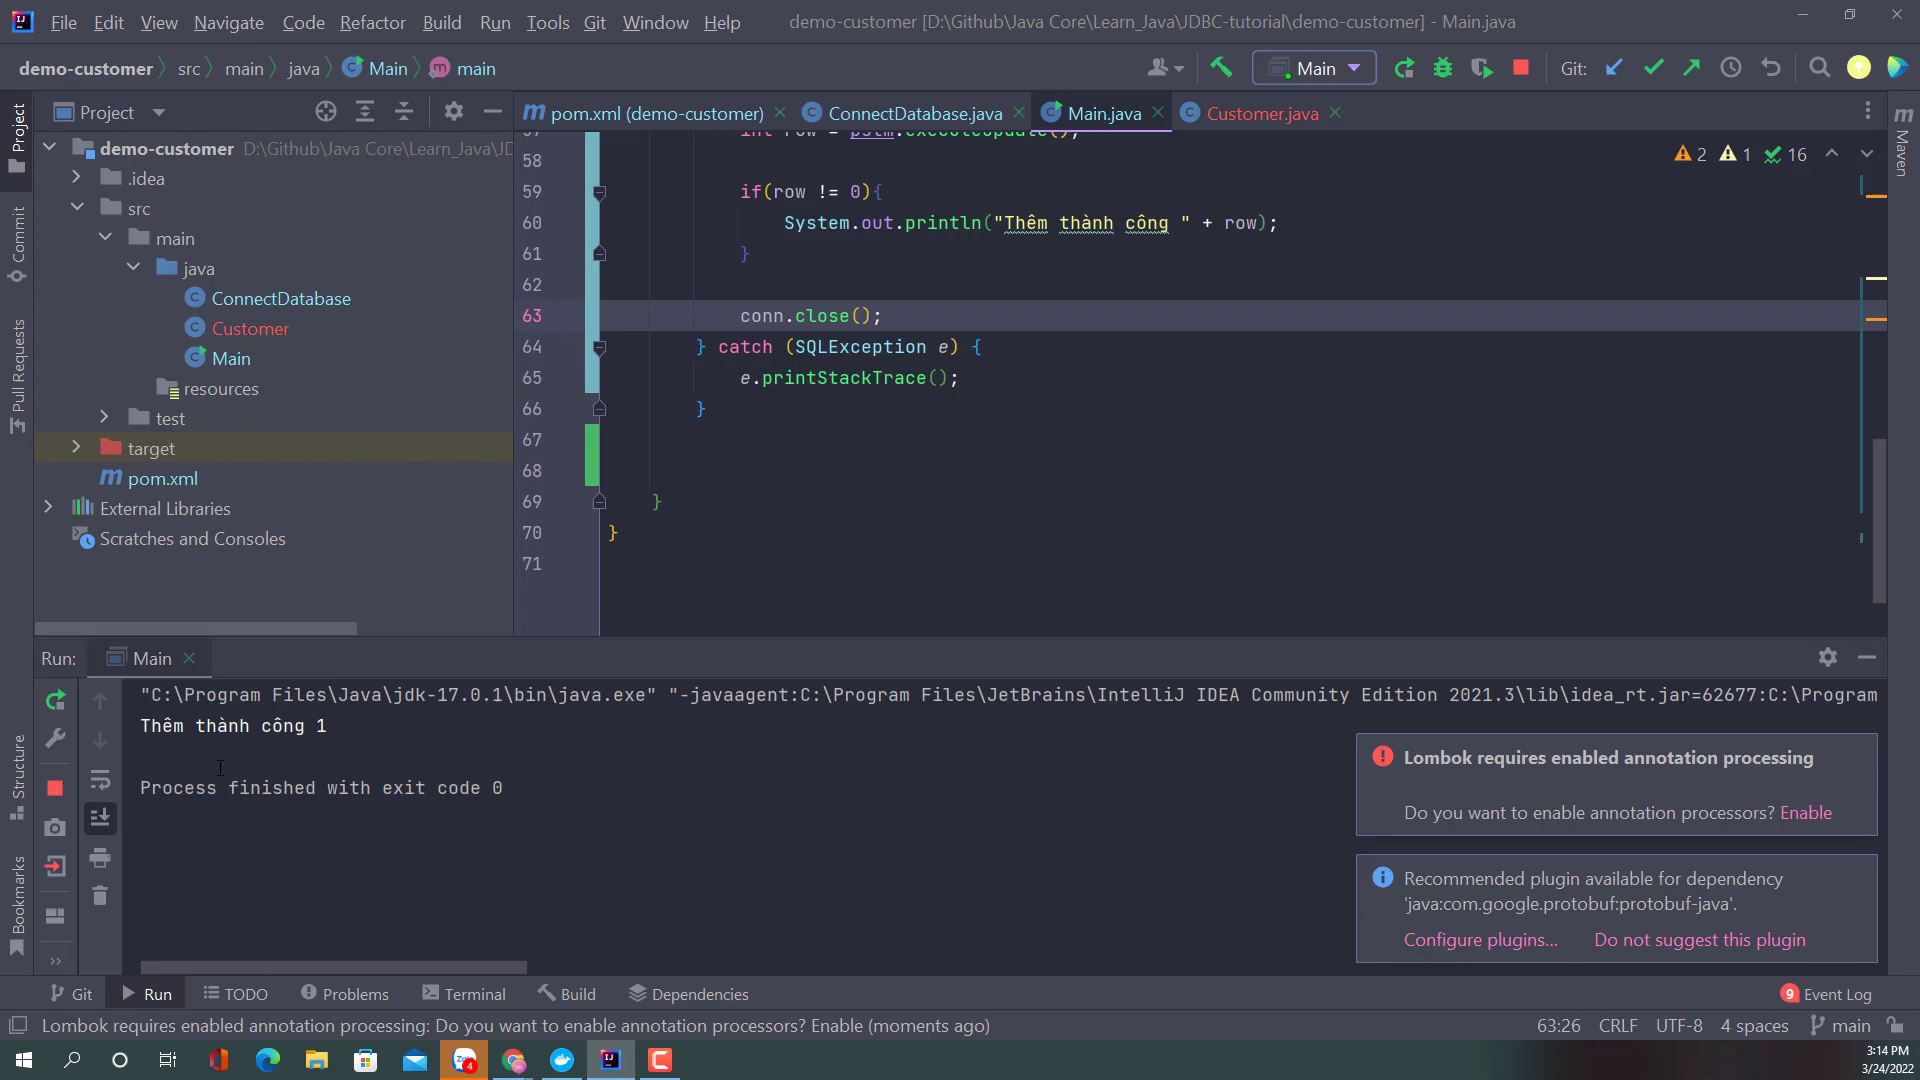 File Edit View Navigate Code Refactor Build Run Tools Git Window Help demo-customer [D:\Github\Java Core\Learn_Java\JDBC-tutorial\demo-customer] - Main.java
demo-customer src main java Main main Main Git:
Project
pom.xml (demo-customer) ConnectDatabase.java Main.java Customer.java
demo-customer D:\Github\Java Core\Learn_Java\JD
.idea
src
main
java
ConnectDatabase
Customer
Main
resources
test
target
pom.xml
External Libraries
Scratches and Consoles
int row = pstm.executeUpdate();
58
59 if(row != 0){
60 System.out.println("Thêm thành công " + row);
61 }
62
63 conn.close();
64 } catch (SQLException e) {
65 e.printStackTrace();
66 }
67
68
69 }
70 }
71
2 1 16
Project
Commit
Pull Requests
Structure
Bookmarks
Maven
Run: Main
"C:\Program Files\Java\jdk-17.0.1\bin\java.exe" "-javaagent:C:\Program Files\JetBrains\IntelliJ IDEA Community Edition 2021.3\lib\idea_rt.jar=62677:C:\Program
Thêm thành công 1
Process finished with exit code 0
Lombok requires enabled annotation processing
Do you want to enable annotation processors? Enable
Recommended plugin available for dependency
'java:com.google.protobuf:protobuf-java'.
Configure plugins... Do not suggest this plugin
Git Run TODO Problems Terminal Build Dependencies 9 Event Log
Lombok requires enabled annotation processing: Do you want to enable annotation processors? Enable (moments ago) 63:26 CRLF UTF-8 4 spaces main
4
3:14 PM
3/24/2022